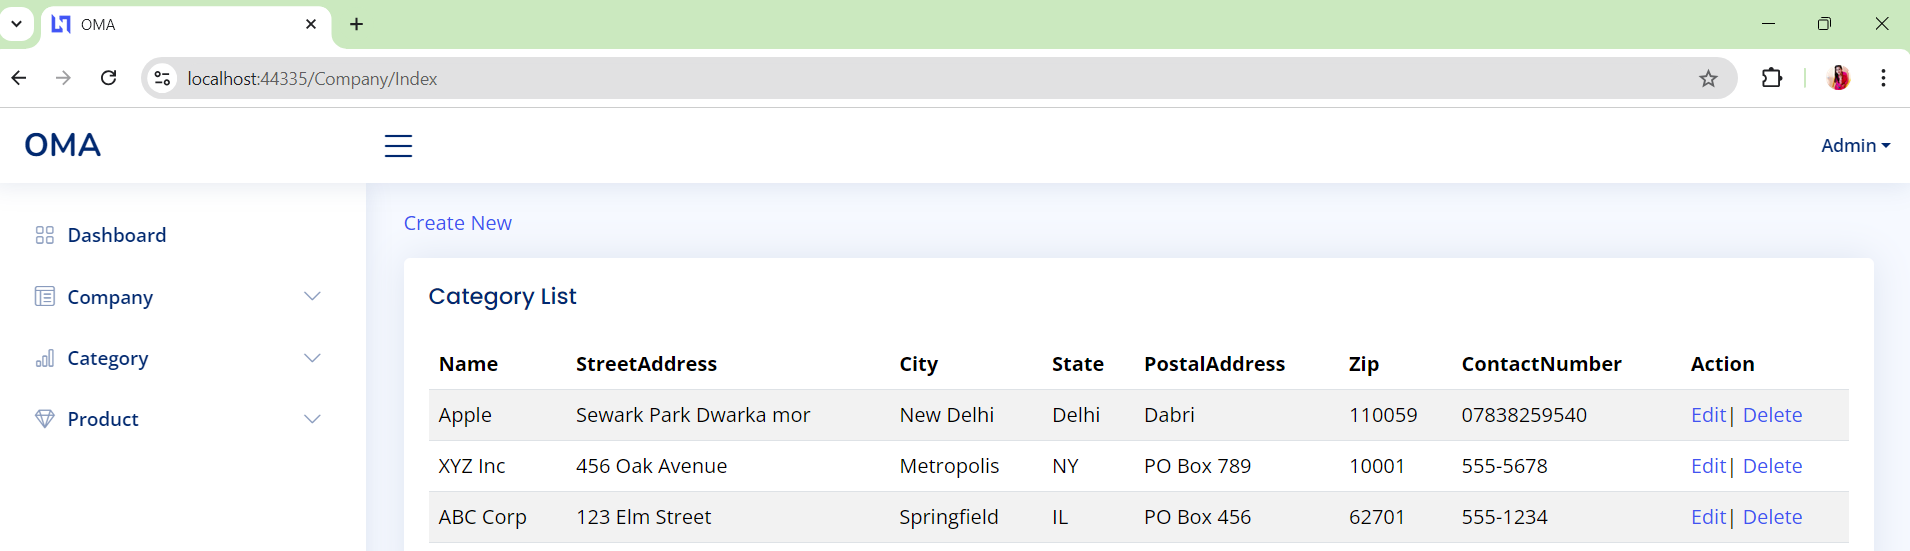 OMA
localhost:44335/Company/Index
OMA
Admin
Dashboard
Company
Category
Product
Create New
Category List
Name StreetAddress City State PostalAddress Zip ContactNumber Action
Apple Sewark Park Dwarka mor New Delhi Delhi Dabri 110059 07838259540 Edit| Delete
XYZ Inc 456 Oak Avenue Metropolis NY PO Box 789 10001 555-5678 Edit| Delete
ABC Corp 123 Elm Street Springfield IL PO Box 456 62701 555-1234 Edit| Delete